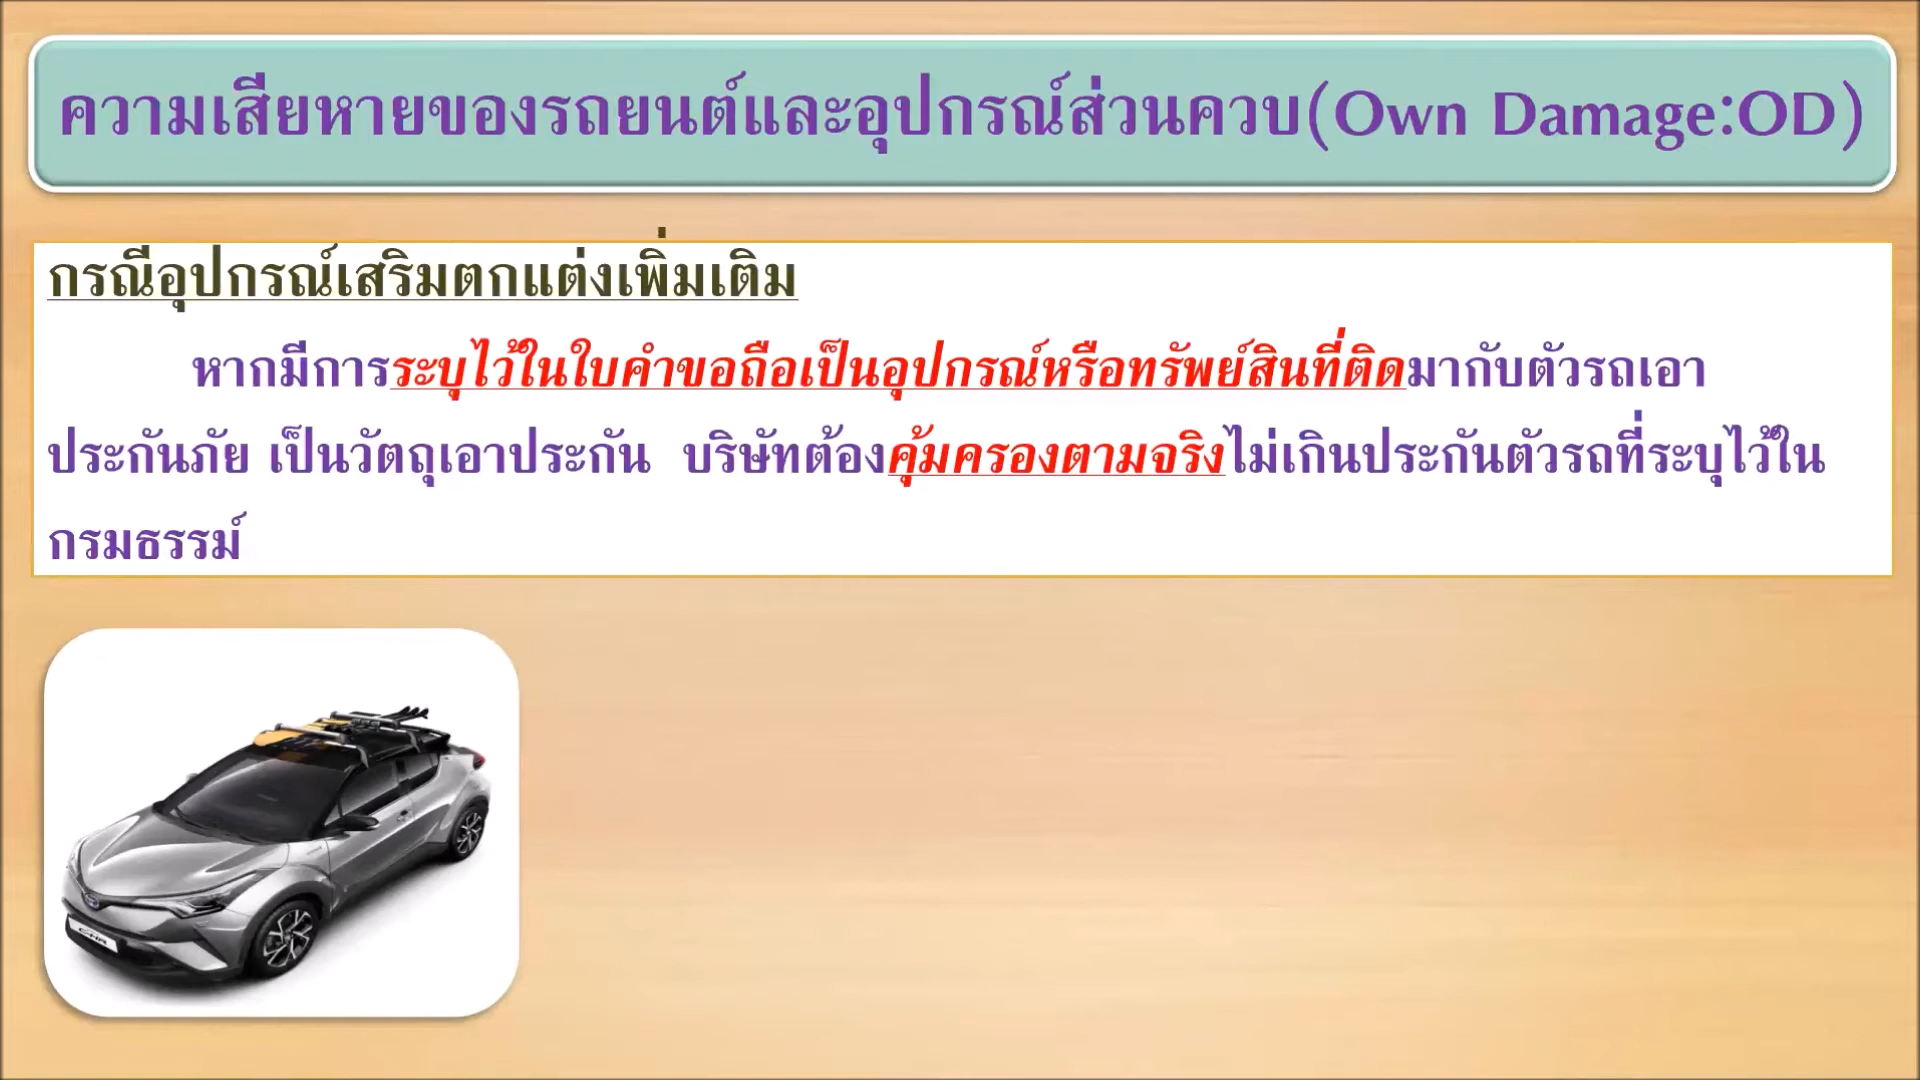 ความเสียหายของรถยนต์และอุปกรณ์ส่วนควบ(Own Damage:OD)
กรณีอุปกรณ์เสริมตกแต่งเพิ่มเติม
หากมีการระบุไว้ในใบคำขอถือเป็นอุปกรณ์หรือทรัพย์สินที่ติดมากับตัวรถเอา
ประกันภัย เป็นวัตถุเอาประกัน บริษัทต้องคุ้มครองตามจริงไม่เกินประกันตัวรถที่ระบุไว้ใน
กรมธรรม์
C-HR